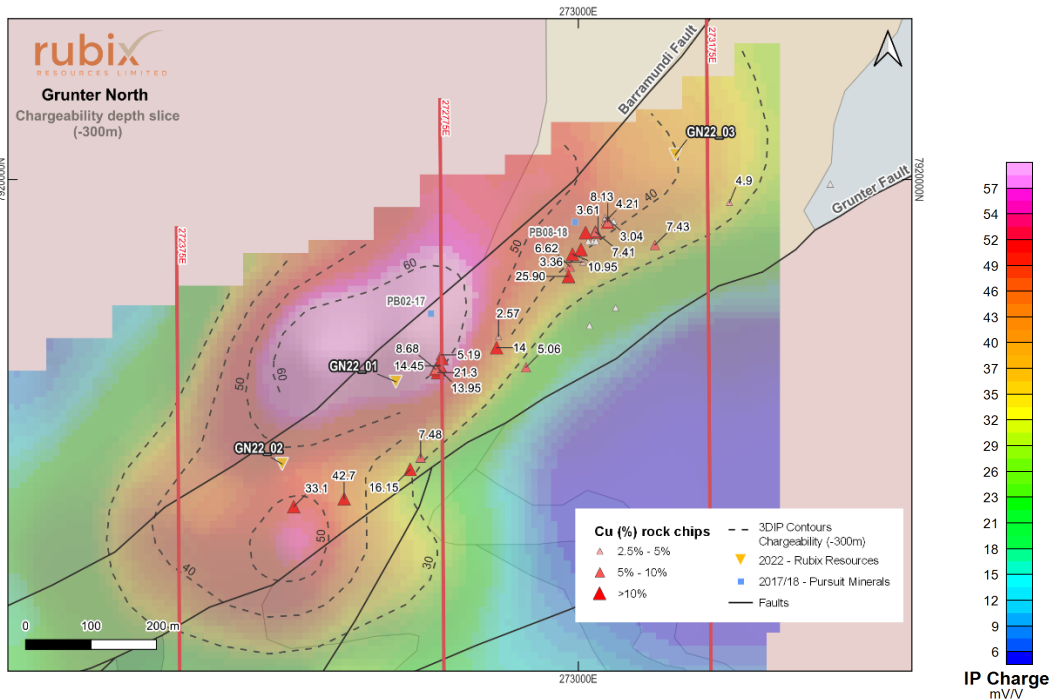 273000E
rubix
RESOURCES LIMITED
Grunter North
Chargeability depth slice
(-300m)
Barramundi Fault
273175E
272775E
272375E
GN22_03
7920000N
7920000N
Grunter Fault
4.9
40
8.13
4.21
3.61
PB08-18
3.04
7.43
50
6.62
7.41
3.36
10.95
25.90
60
PB02-17
2.57
8.68
5.19
14
5.06
GN22_01
14.45
21.3
60
50
13.95
7.48
GN22_02
42.7
16.15
33.1
50
40
30
Cu (%) rock chips
2.5% - 5%
5% - 10%
>10%
3DIP Contours
Chargeability (-300m)
2022 - Rubix Resources
2017/18 - Pursuit Minerals
Faults
0 100 200 m
273000E
57
54
52
49
46
43
40
37
35
32
29
26
23
21
18
15
12
9
6
IP Charge
mV/V